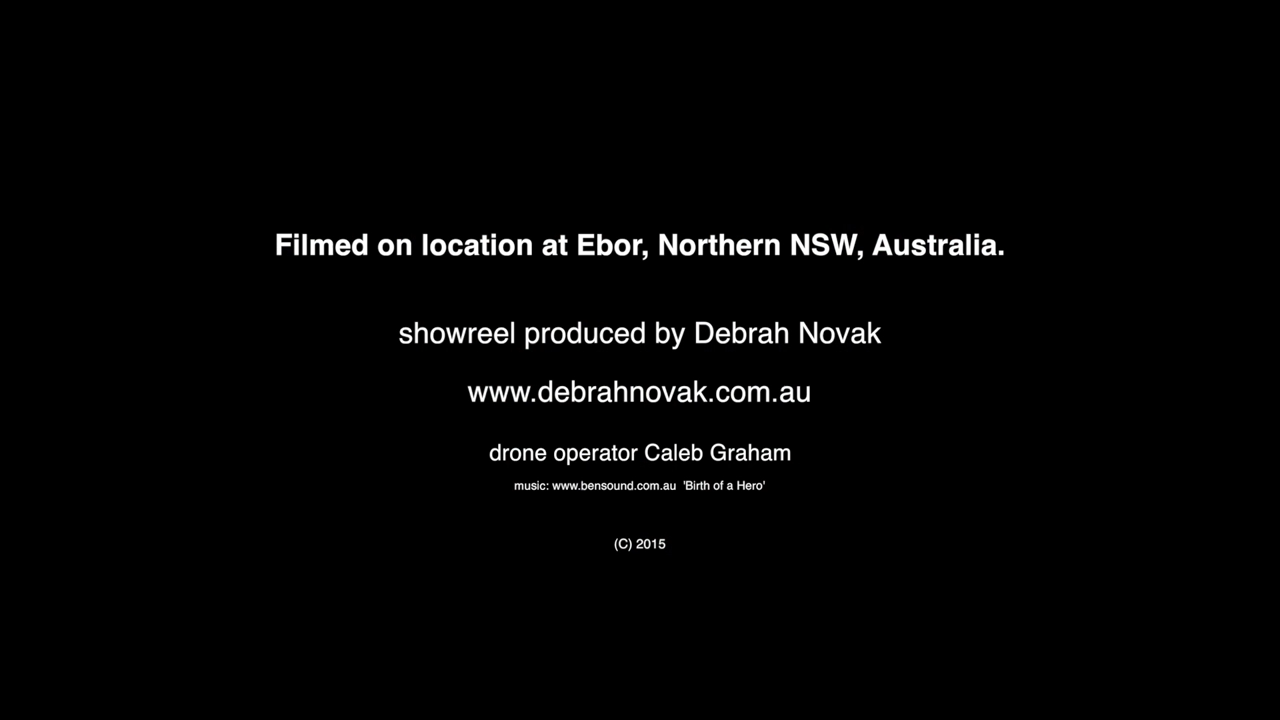 Filmed on location at Ebor, Northern NSW, Australia.
showreel produced by Debrah Novak
www.debrahnovak.com.au
drone operator Caleb Graham
music: www.bensound.com.au 'Birth of a Hero'
(C) 2015